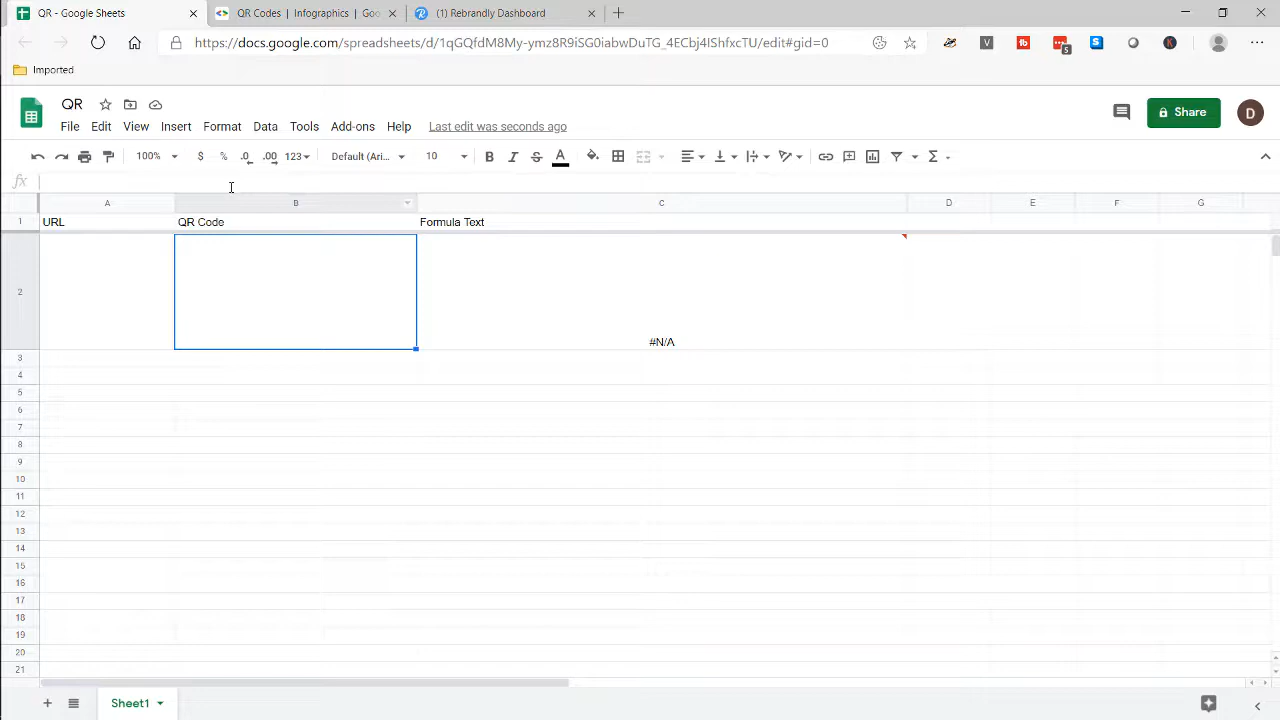 QR - Google Sheets
QR Codes | Infographics | Goo
(1) Rebrandly Dashboard
https://docs.google.com/spreadsheets/d/1qGQfdM8My-ymz8R9iSG0iabwDuTG_4ECbj4IShfxcTU/edit#gid=0
Imported
QR
File Edit View Insert Format Data Tools Add-ons Help Last edit was seconds ago
Share
D
100% $ % .0 .00 123 Default (Ari... 10 B I S A Σ
fx
A B C D E F G
1 URL QR Code Formula Text
2 #N/A
3
4
5
6
7
8
9
10
11
12
13
14
15
16
17
18
19
20
21
Sheet1